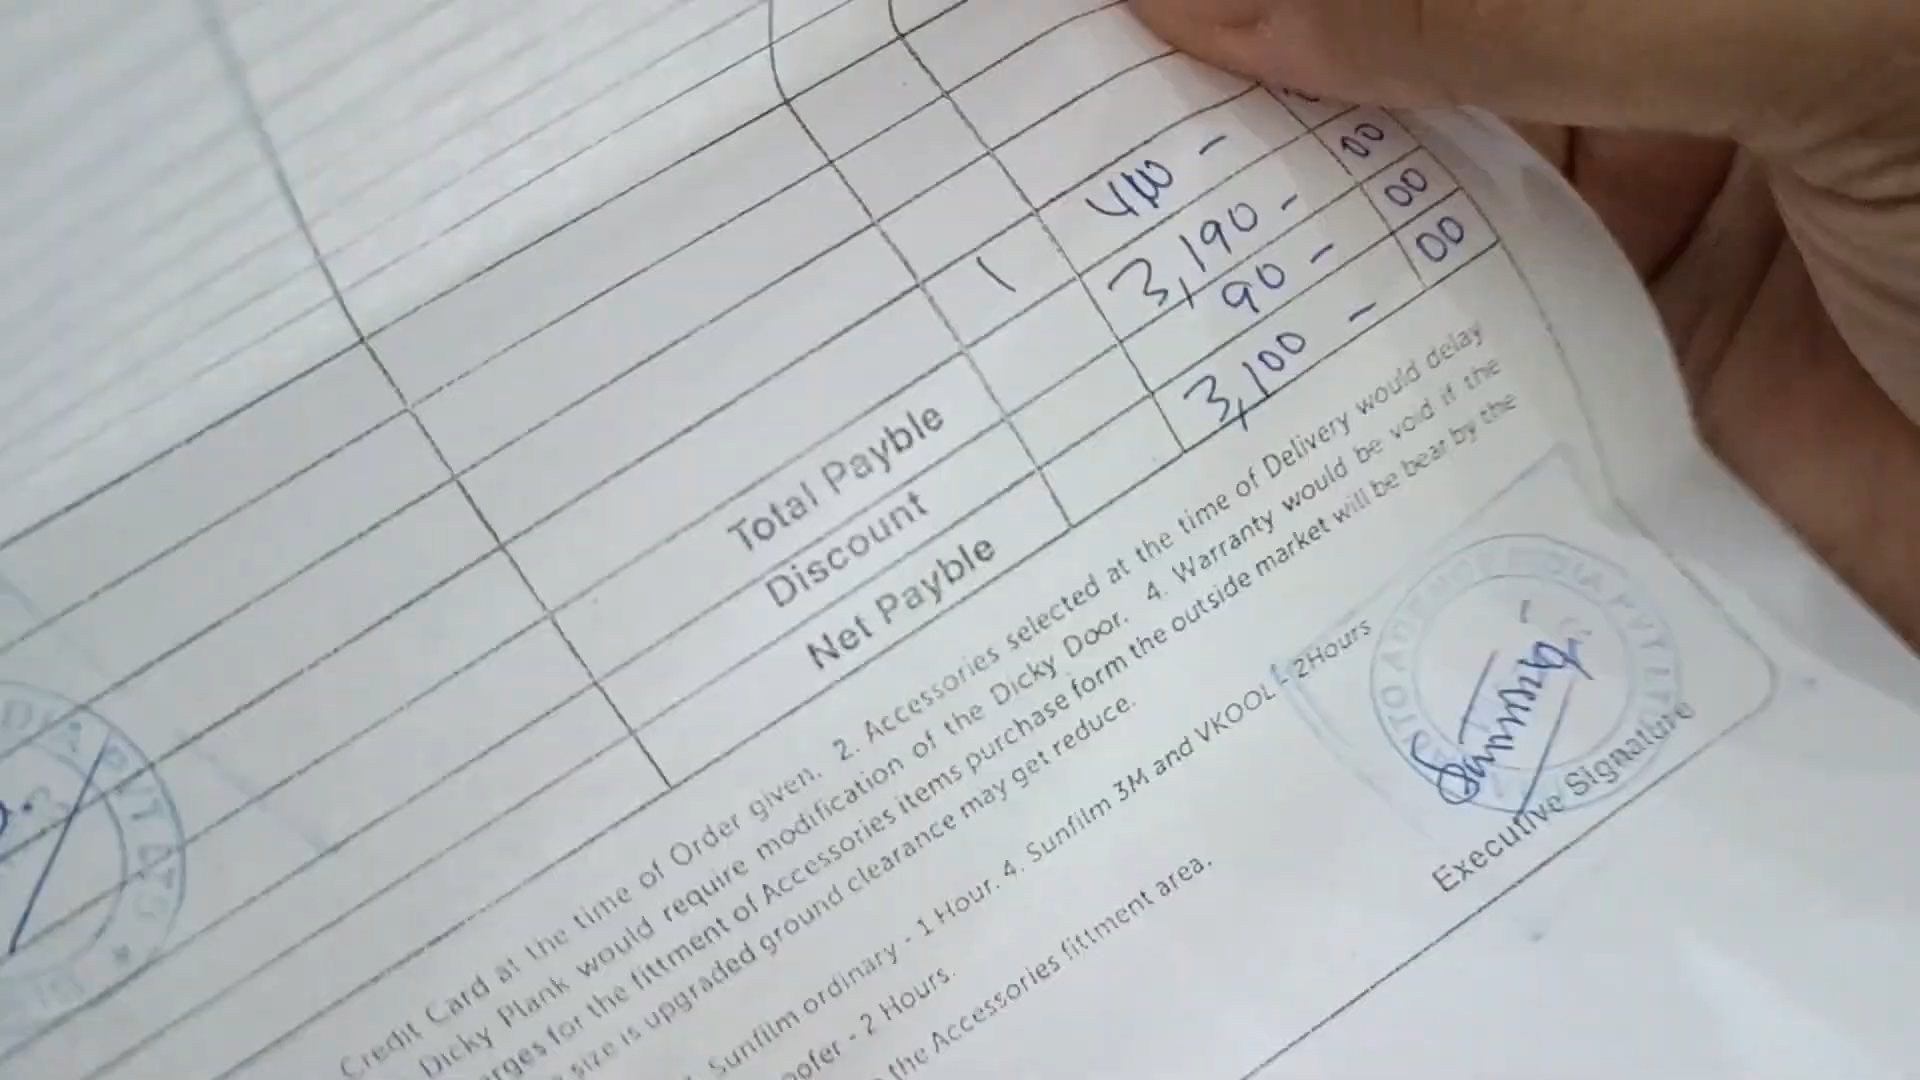 1 400 -
00
Total Payble 3,190 - 00
Discount 90 - 00
Net Payble 3,100 - 00
Credit Card at the time of Order given. 2. Accessories selected at the time of Delivery would delay
Dicky Plank would require modification of the Dicky Door. 4. Warranty would be void if the
for the fittment of Accessories items purchase form the outside market will be bear by the
size is upgraded ground clearance may get reduce.
Sunfilm ordinary - 1 Hour. 4. Sunfilm 3M and VKOOL - 2Hours
- 2 Hours.
the Accessories fittment area.
Executive Signature
PVT LTD